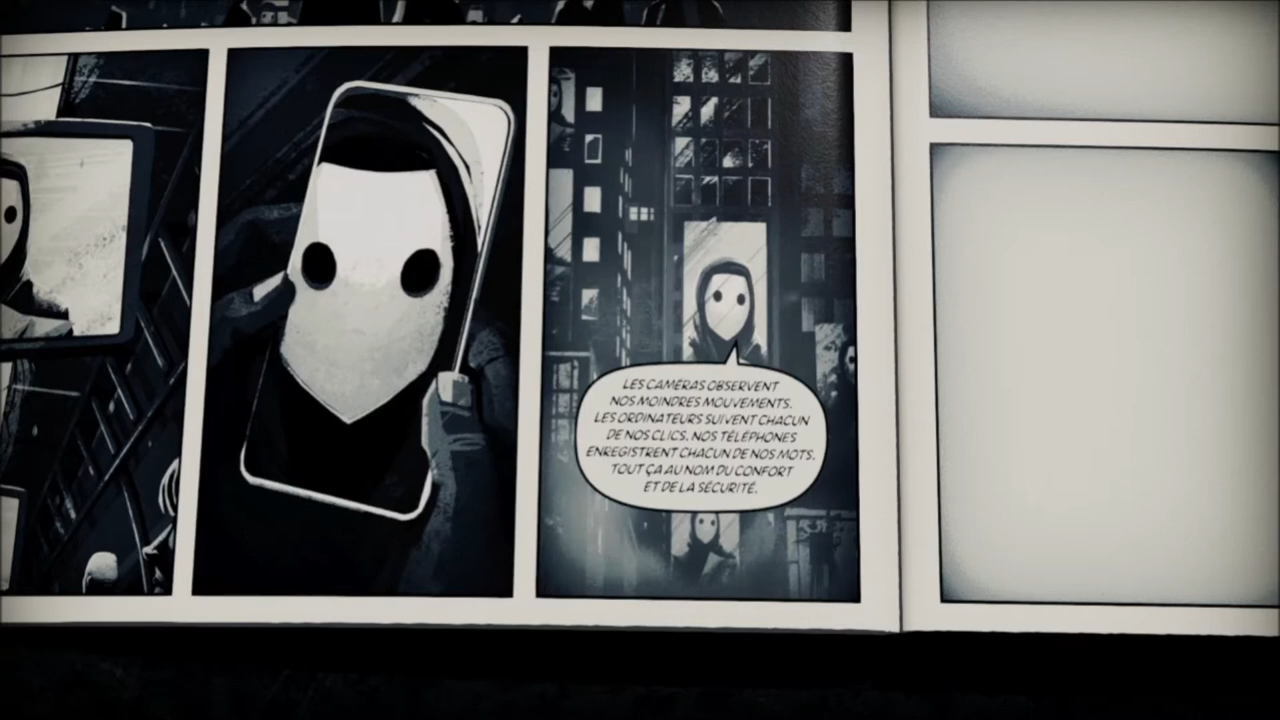 LES CAMÉRAS OBSERVENT
NOS MOINDRES MOUVEMENTS.
LES ORDINATEURS SUIVENT CHACUN
DE NOS CLICS. NOS TÉLÉPHONES
ENREGISTRENT CHACUN DE NOS MOTS.
TOUT ÇA AU NOM DU CONFORT
ET DE LA SÉCURITÉ.